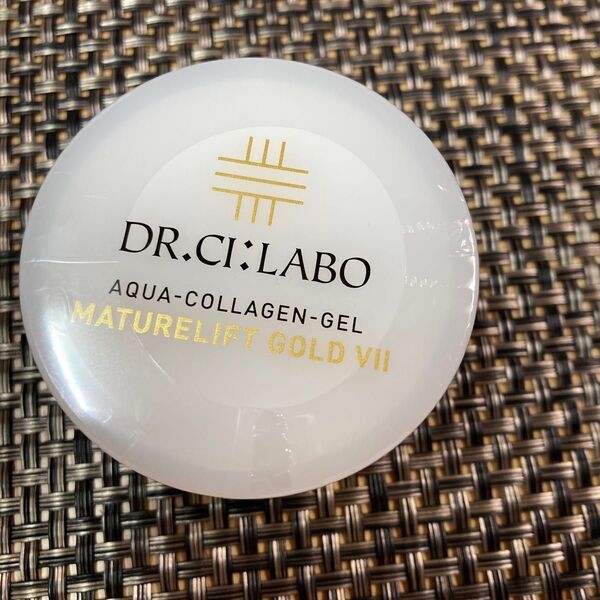 DR.CI:LABO
AQUA-COLLAGEN-GEL
MATURELIFT GOLD VII